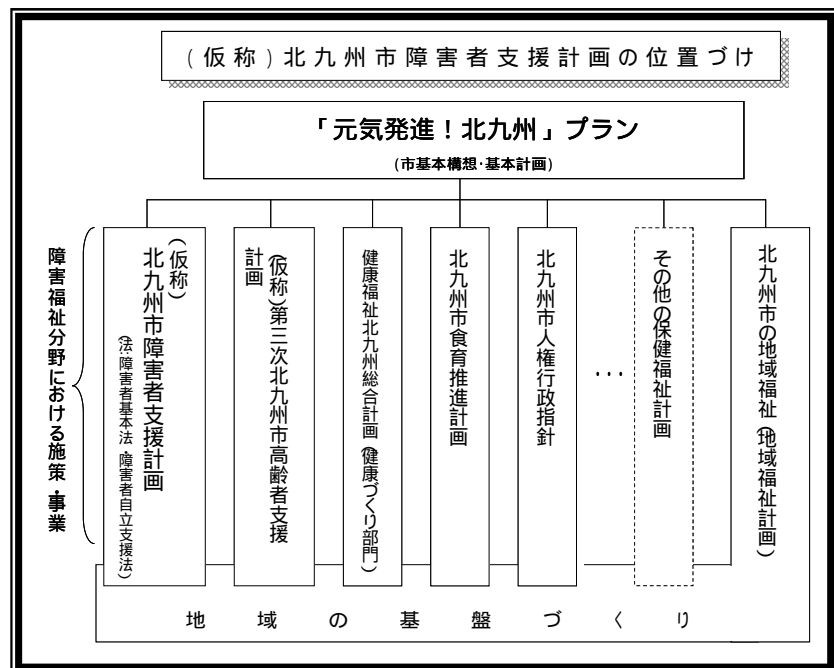 (仮称)北九州市障害者支援計画の位置づけ
「元気発進!北九州」プラン
(市基本構想・基本計画)
障害福祉分野における施策・事業
(仮称)
北九州市障害者支援計画
(法:障害者基本法・障害者自立支援法)
(仮称)第三次北九州市高齢者支援
計画
健康福祉北九州総合計画(健康づくり部門)
北九州市食育推進計画
北九州市人権行政指針
・・・
その他の保健福祉計画
北九州市の地域福祉(地域福祉計画)
地域の基盤づくり